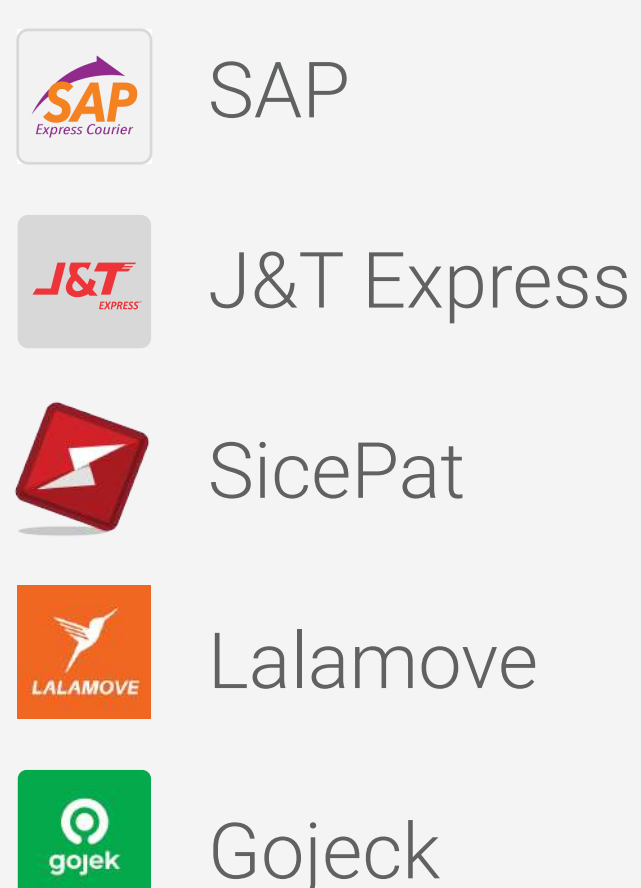 SAP
Express Courier
SAP
J&T
EXPRESS
J&T Express
SicePat
LALAMOVE
Lalamove
gojek
Gojeck